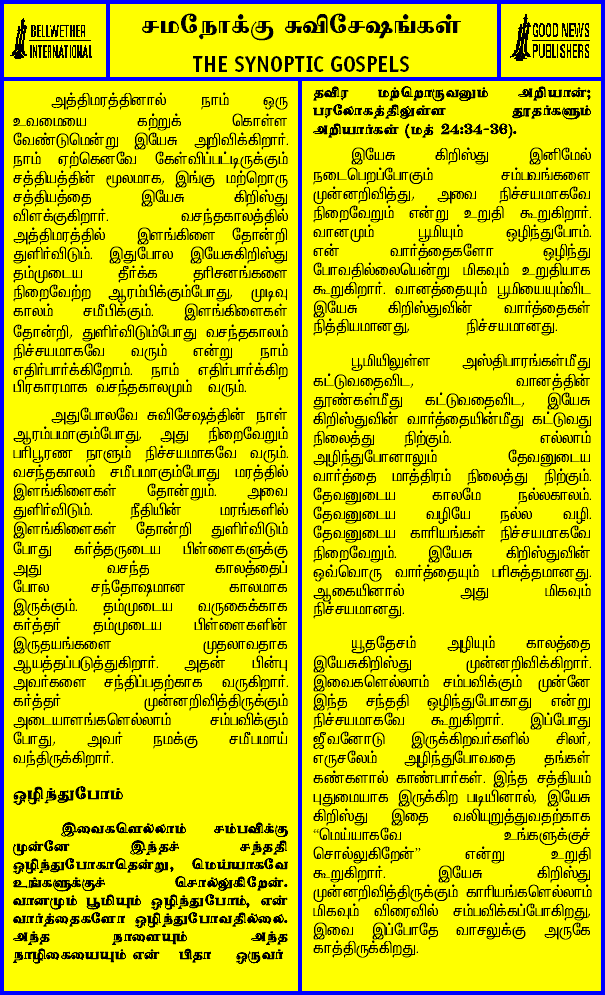 BELLWETHER
INTERNATIONAL
சமநோக்கு சுவிசேஷங்கள்
THE SYNOPTIC GOSPELS
GOOD NEWS
PUBLISHERS
அத்திமரத்தினால் நாம் ஒரு
உவமையை கற்றுக் கொள்ள
வேண்டுமென்று இயேசு அறிவிக்கிறார்.
நாம் ஏற்கெனவே கேள்விப்பட்டிருக்கும்
சத்தியத்தின் மூலமாக, இங்கு மற்றொரு
சத்தியத்தை இயேசு கிறிஸ்து
விளக்குகிறார். வசந்தகாலத்தில்
அத்திமரத்தில் இளங்கிளை தோன்றி
துளிர்விடும். இதுபோல இயேசுகிறிஸ்து
தம்முடைய தீர்க்க தரிசனங்களை
நிறைவேற்ற ஆரம்பிக்கும்போது, முடிவு
காலம் சமீபிக்கும். இளங்கிளைகள்
தோன்றி, துளிர்விடும்போது வசந்தகாலம்
நிச்சயமாகவே வரும் என்று நாம்
எதிர்பார்க்கிறோம். நாம் எதிர்பார்க்கிற
பிரகாரமாக வசந்தகாலமும் வரும்.
அதுபோலவே சுவிசேஷத்தின் நாள்
ஆரம்பமாகும்போது, அது நிறைவேறும்
பரிபூரண நாளும் நிச்சயமாகவே வரும்.
வசந்தகாலம் சமீபமாகும்போது மரத்தில்
இளங்கிளைகள் தோன்றும். அவை
துளிர்விடும். நீதியின் மரங்களில்
இளங்கிளைகள் தோன்றி துளிர்விடும்
போது கர்த்தருடைய பிள்ளைகளுக்கு
அது வசந்த காலத்தைப்
போல சந்தோஷமான காலமாக
இருக்கும். தம்முடைய வருகைக்காக
கர்த்தர் தம்முடைய பிள்ளைகளின்
இருதயங்களை முதலாவதாக
ஆயத்தப்படுத்துகிறார். அதன் பின்பு
அவர்களை சந்திப்பதற்காக வருகிறார்.
கர்த்தர் முன்னறிவித்திருக்கும்
அடையாளங்களெல்லாம் சம்பவிக்கும்
போது, அவர் நமக்கு சமீபமாய்
வந்திருக்கிறார்.
ஒழிந்துபோம்
இவைகளெல்லாம் சம்பவிக்கு
முன்னே இந்தச் சந்ததி
ஒழிந்துபோகாதென்று, மெய்யாகவே
உங்களுக்குச் சொல்லுகிறேன்.
வானமும் பூமியும் ஒழிந்துபோம், என்
வார்த்தைகளோ ஒழிந்துபோவதில்லை.
அந்த நாளையும் அந்த
நாழிகையையும் என் பிதா ஒருவர்
தவிர மற்றொருவனும் அறியான்;
பரலோகத்திலுள்ள தூதர்களும்
அறியார்கள் (மத் 24:34-36).
இயேசு கிறிஸ்து இனிமேல்
நடைபெறப்போகும் சம்பவங்களை
முன்னறிவித்து, அவை நிச்சயமாகவே
நிறைவேறும் என்று உறுதி கூறுகிறார்.
வானமும் பூமியும் ஒழிந்துபோம்.
என் வார்த்தைகளோ ஒழிந்து
போவதில்லையென்று மிகவும் உறுதியாக
கூறுகிறார். வானத்தையும் பூமியையும்விட
இயேசு கிறிஸ்துவின் வார்த்தைகள்
நித்தியமானது, நிச்சயமானது.
பூமியிலுள்ள அஸ்திபாரங்கள்மீது
கட்டுவதைவிட, வானத்தின்
தூண்கள்மீது கட்டுவதைவிட, இயேசு
கிறிஸ்துவின் வார்த்தையின்மீது கட்டுவது
நிலைத்து நிற்கும். எல்லாம்
அழிந்துபோனாலும் தேவனுடைய
வார்த்தை மாத்திரம் நிலைத்து நிற்கும்.
தேவனுடைய காலமே நல்லகாலம்.
தேவனுடைய வழியே நல்ல வழி.
தேவனுடைய காரியங்கள் நிச்சயமாகவே
நிறைவேறும். இயேசு கிறிஸ்துவின்
ஒவ்வொரு வார்த்தையும் பரிசுத்தமானது.
ஆகையினால் அது மிகவும்
நிச்சயமானது.
யூததேசம் அழியும் காலத்தை
இயேசுகிறிஸ்து முன்னறிவிக்கிறார்.
இவைகளெல்லாம் சம்பவிக்கும் முன்னே
இந்த சந்ததி ஒழிந்துபோகாது என்று
நிச்சயமாகவே கூறுகிறார். இப்போது
ஜீவனோடு இருக்கிறவர்களில் சிலர்,
எருசலேம் அழிந்துபோவதை தங்கள்
கண்களால் காண்பார்கள். இந்த சத்தியம்
புதுமையாக இருக்கிற படியினால், இயேசு
கிறிஸ்து இதை வலியுறுத்துவதற்காக
“மெய்யாகவே உங்களுக்குச்
சொல்லுகிறேன்” என்று உறுதி
கூறுகிறார். இயேசு கிறிஸ்து
முன்னறிவித்திருக்கும் காரியங்களெல்லாம்
மிகவும் விரைவில் சம்பவிக்கப்போகிறது,
இவை இப்போதே வாசலுக்கு அருகே
காத்திருக்கிறது.